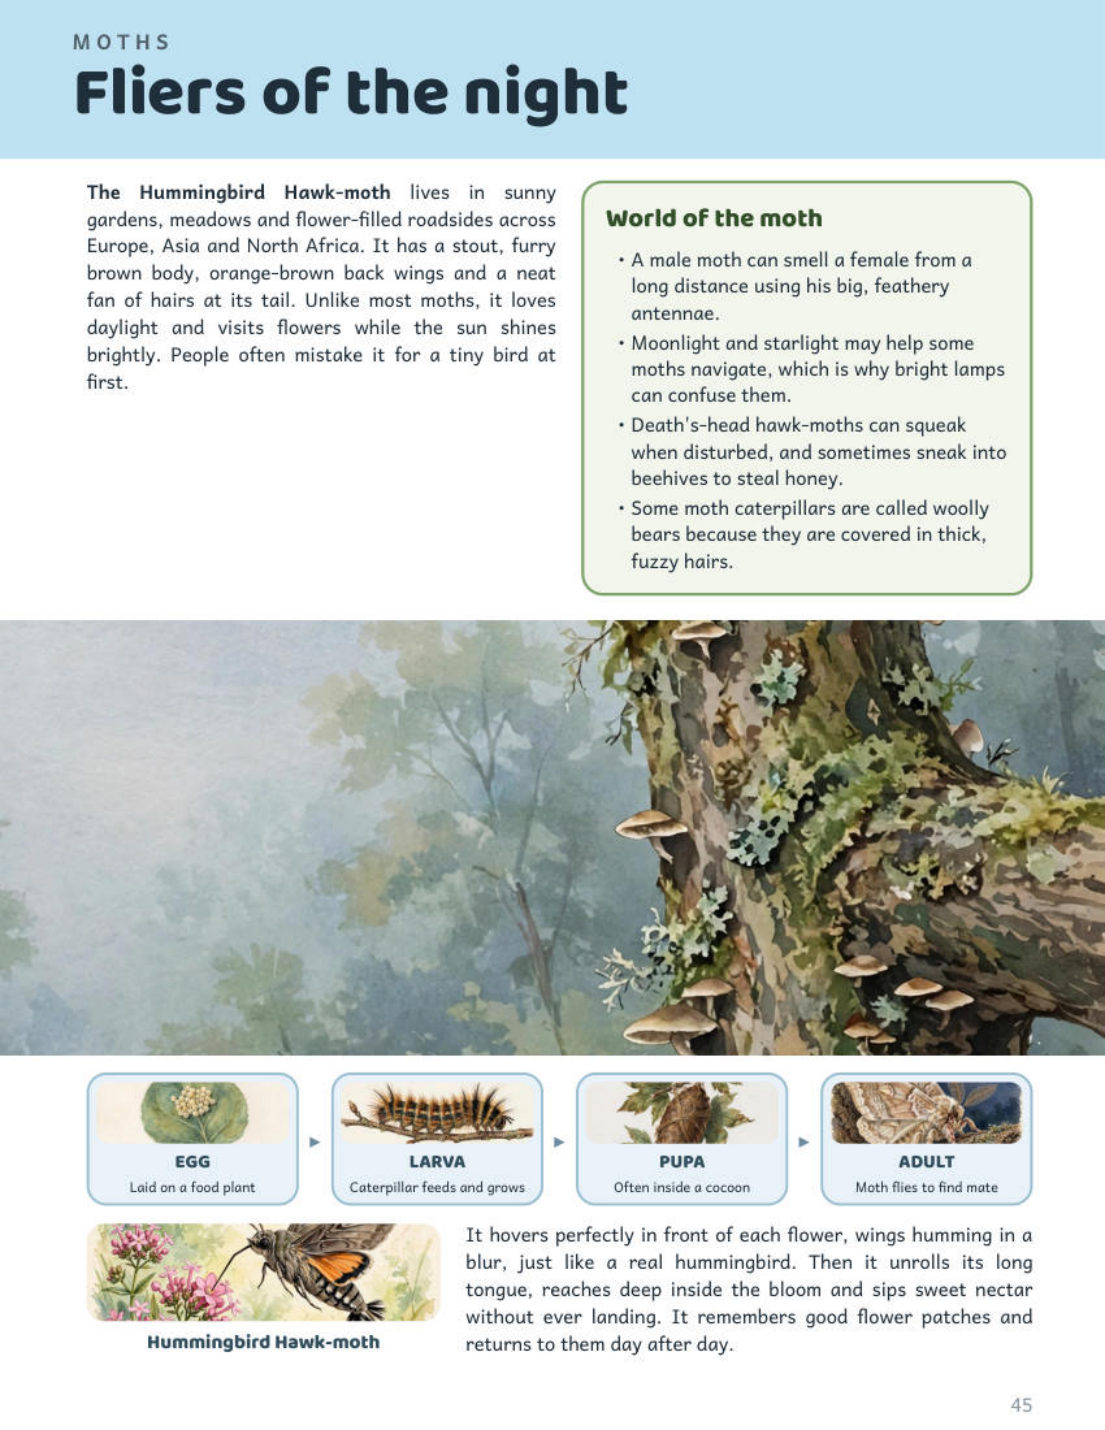 MOTHS
Fliers of the night
The Hummingbird Hawk-moth lives in sunny
gardens, meadows and flower-filled roadsides across
Europe, Asia and North Africa. It has a stout, furry
brown body, orange-brown back wings and a neat
fan of hairs at its tail. Unlike most moths, it loves
daylight and visits flowers while the sun shines
brightly. People often mistake it for a tiny bird at
first.
World of the moth
• A male moth can smell a female from a
long distance using his big, feathery
antennae.
• Moonlight and starlight may help some
moths navigate, which is why bright lamps
can confuse them.
• Death's-head hawk-moths can squeak
when disturbed, and sometimes sneak into
beehives to steal honey.
• Some moth caterpillars are called woolly
bears because they are covered in thick,
fuzzy hairs.
EGG
Laid on a food plant
LARVA
Caterpillar feeds and grows
PUPA
Often inside a cocoon
ADULT
Moth flies to find mate
Hummingbird Hawk-moth
It hovers perfectly in front of each flower, wings humming in a
blur, just like a real hummingbird. Then it unrolls its long
tongue, reaches deep inside the bloom and sips sweet nectar
without ever landing. It remembers good flower patches and
returns to them day after day.
45